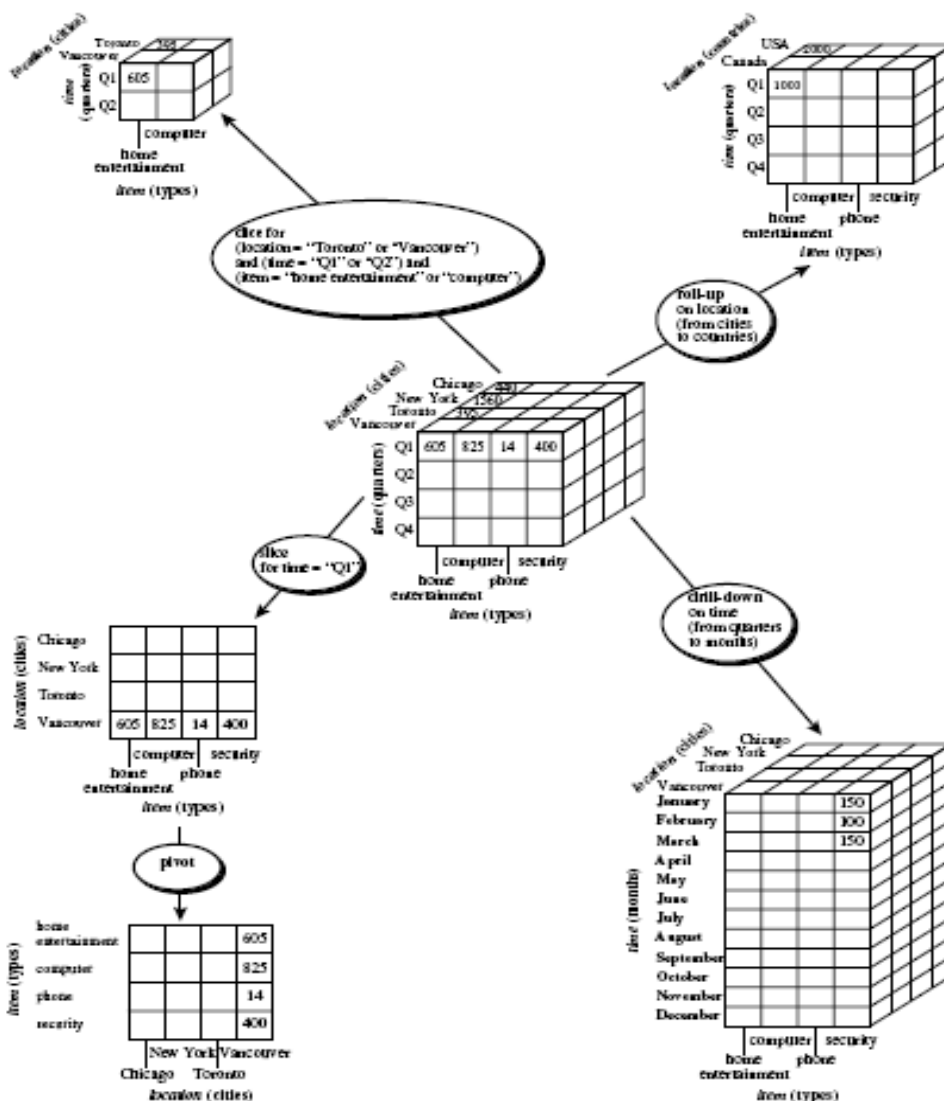 location (cities)
Toronto 395
Vancouver
Q1 605
Q2
time
(quarters)
computer
home
entertainment
item (types)
location (countries)
USA 2000
Canada
Q1 1000
Q2
Q3
Q4
time (quarters)
computer security
home phone
entertainment
item (types)
dice for
(location = "Toronto" or "Vancouver")
and (time = "Q1" or "Q2") and
(item = "home entertainment" or "computer")
roll-up
on location
(from cities
to countries)
location (cities)
Chicago 440
New York 1560
Toronto 395
Vancouver
Q1 605 825 14 400
Q2
Q3
Q4
time (quarters)
computer security
home phone
entertainment
item (types)
slice
for time = "Q1"
drill-down
on time
(from quarters
to months)
location (cities)
Chicago
New York
Toronto
Vancouver 605 825 14 400
computer security
home phone
entertainment
item (types)
pivot
item (types)
home
entertainment 605
computer 825
phone 14
security 400
New York Vancouver
Chicago Toronto
location (cities)
location (cities)
Chicago
New York
Toronto
Vancouver
January 150
February 100
March 150
April
May
June
July
August
September
October
November
December
time (months)
computer security
home phone
entertainment
item (types)